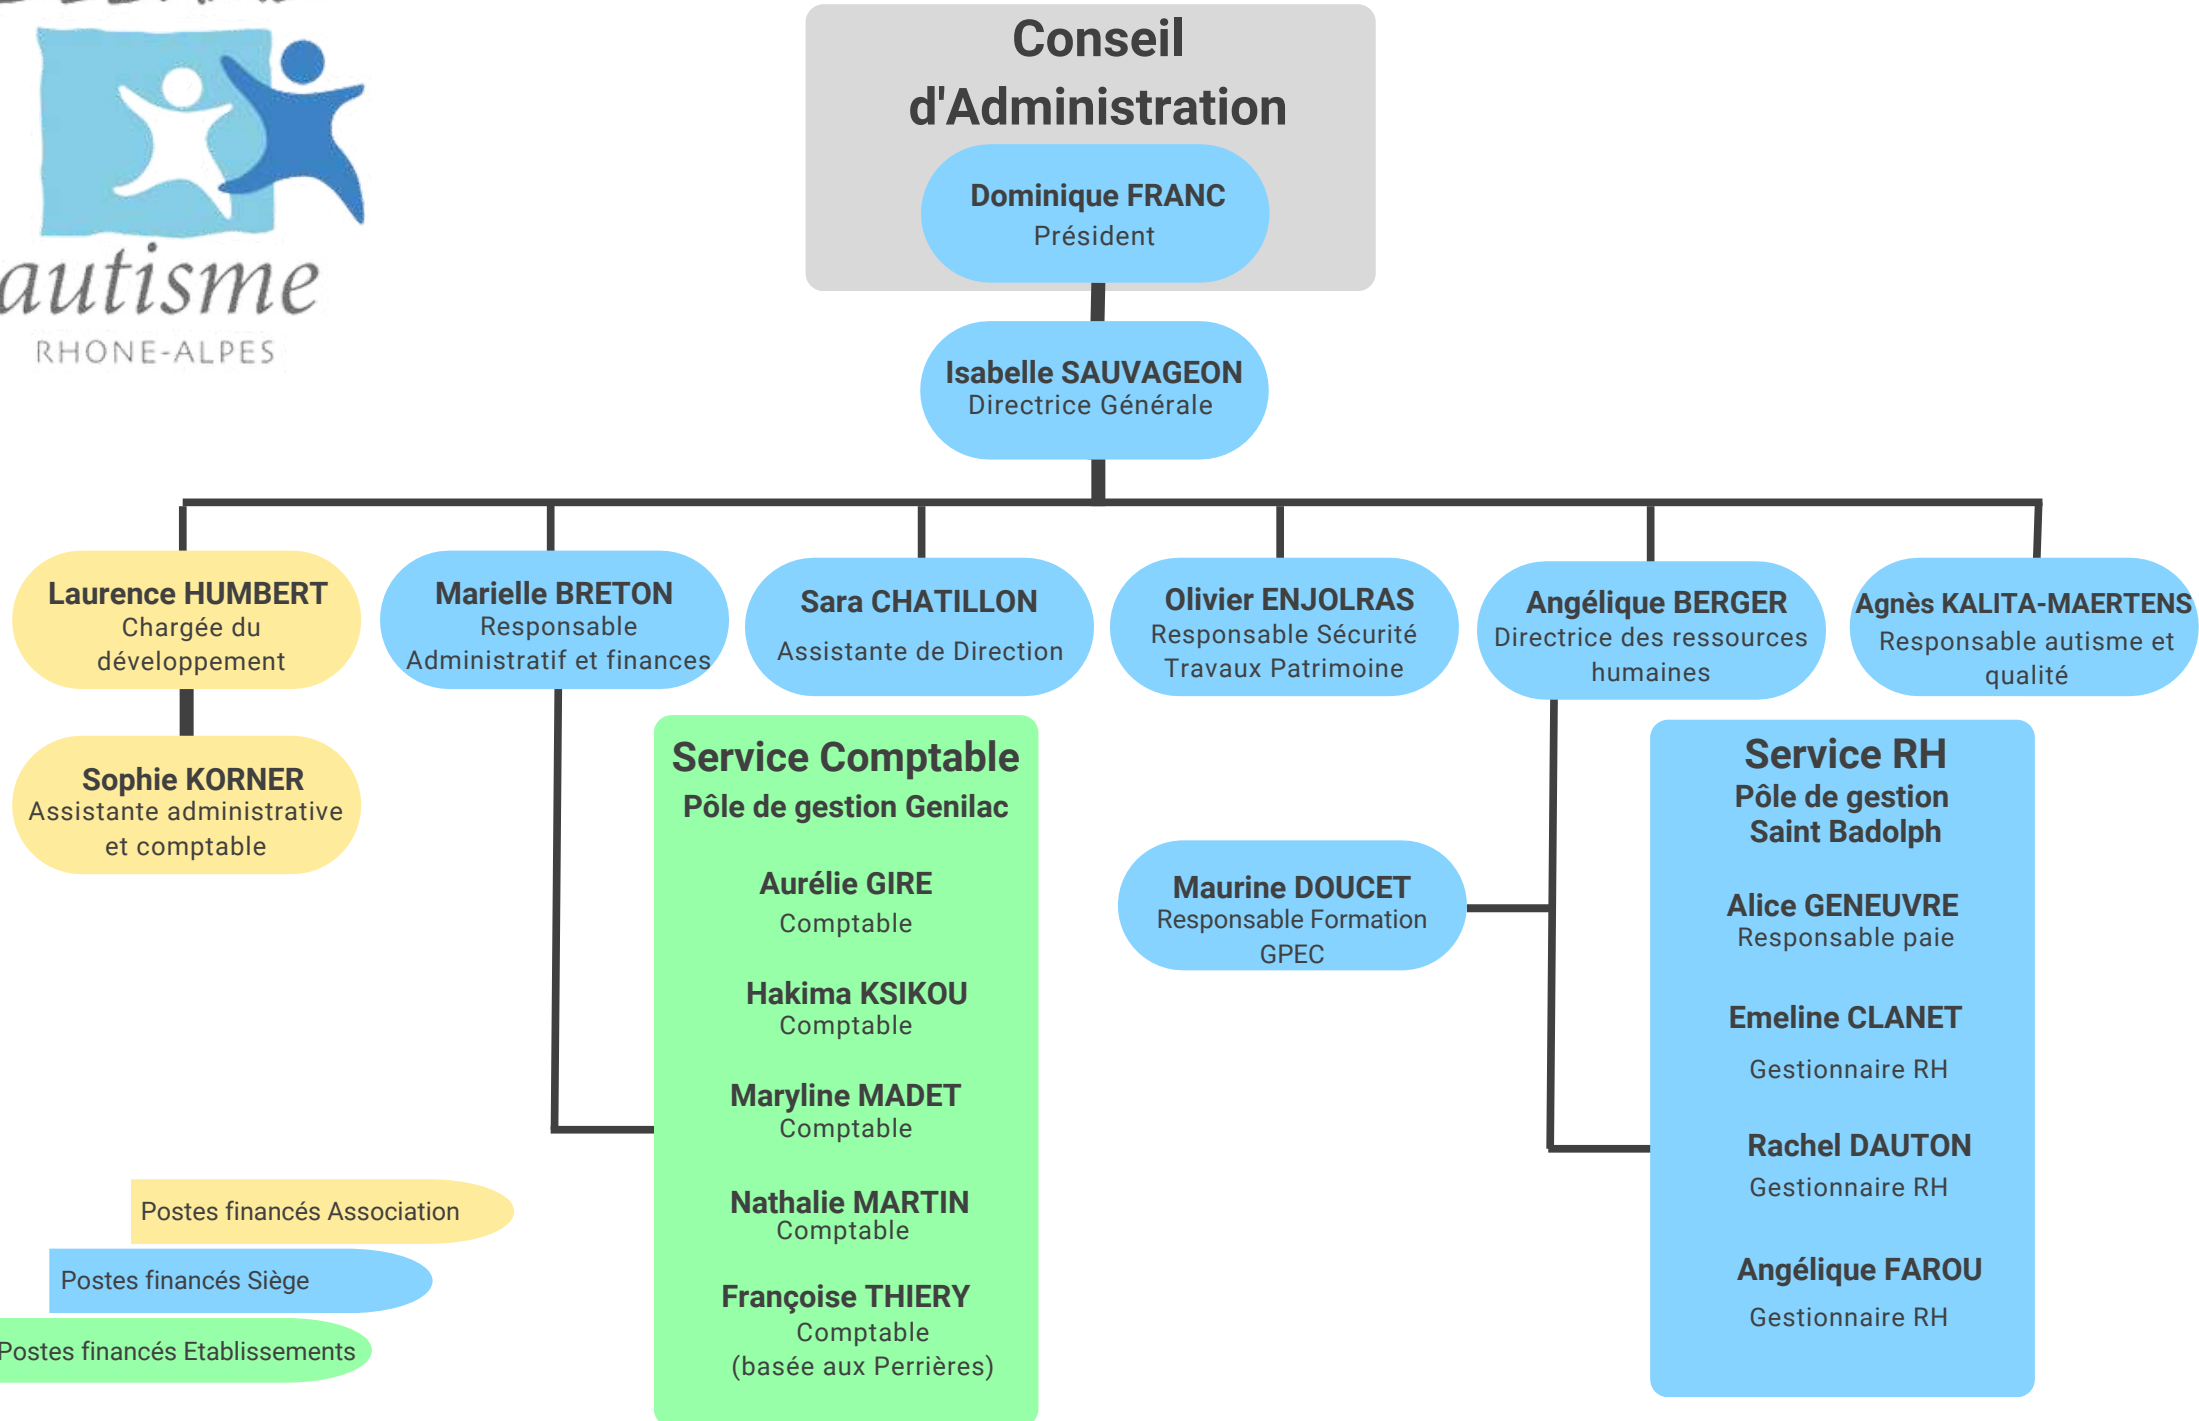 autisme
RHONE-ALPES
Conseil
d'Administration
Dominique FRANC
Président
Isabelle SAUVAGEON
Directrice Générale
Laurence HUMBERT
Chargée du
développement
Marielle BRETON
Responsable
Administratif et finances
Sara CHATILLON
Assistante de Direction
Olivier ENJOLRAS
Responsable Sécurité
Travaux Patrimoine
Angélique BERGER
Directrice des ressources
humaines
Agnès KALITA-MAERTENS
Responsable autisme et
qualité
Sophie KORNER
Assistante administrative
et comptable
Service Comptable
Pôle de gestion Genilac
Aurélie GIRE
Comptable
Hakima KSIKOU
Comptable
Maryline MADET
Comptable
Nathalie MARTIN
Comptable
Françoise THIERY
Comptable
(basée aux Perrières)
Maurine DOUCET
Responsable Formation
GPEC
Service RH
Pôle de gestion
Saint Badolph
Alice GENEUVRE
Responsable paie
Emeline CLANET
Gestionnaire RH
Rachel DAUTON
Gestionnaire RH
Angélique FAROU
Gestionnaire RH
Postes financés Association
Postes financés Siège
Postes financés Etablissements